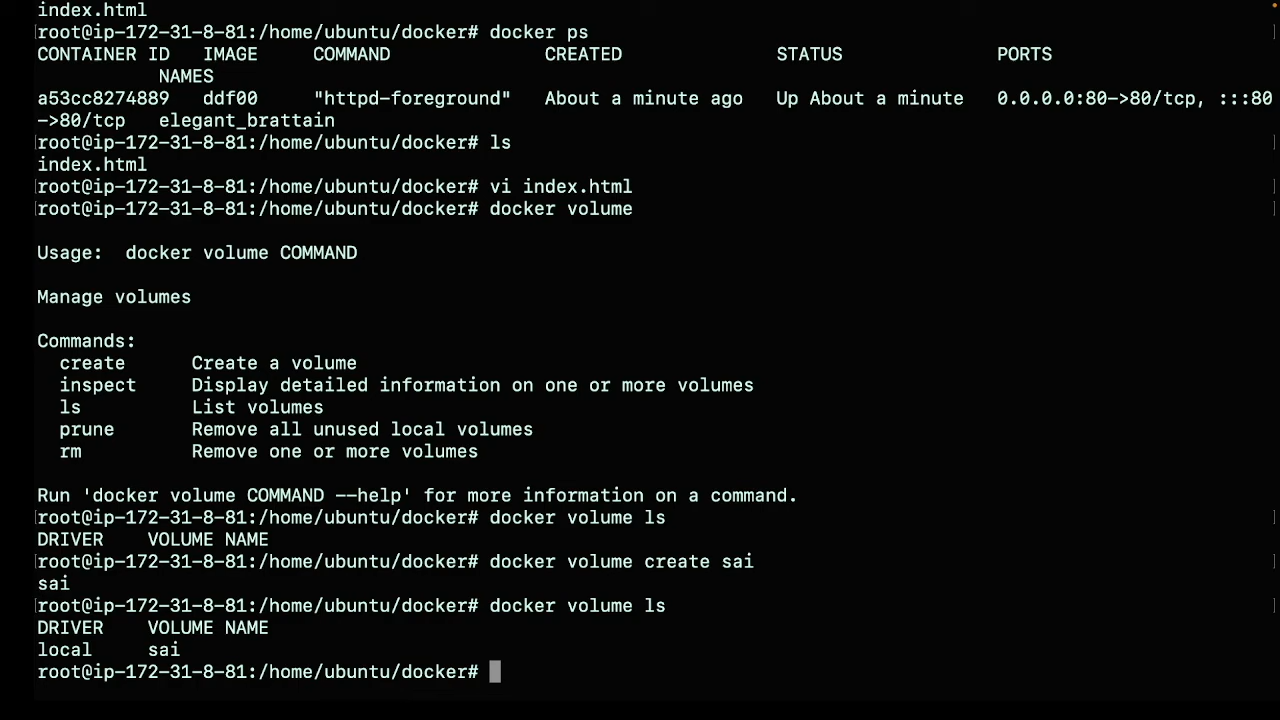 index.html
root@ip-172-31-8-81:/home/ubuntu/docker# docker ps
CONTAINER ID   IMAGE     COMMAND              CREATED              STATUS              PORTS
           NAMES
a53cc8274889   ddf00     "httpd-foreground"   About a minute ago   Up About a minute   0.0.0.0:80->80/tcp, :::80
->80/tcp   elegant_brattain
root@ip-172-31-8-81:/home/ubuntu/docker# ls
index.html
root@ip-172-31-8-81:/home/ubuntu/docker# vi index.html
root@ip-172-31-8-81:/home/ubuntu/docker# docker volume

Usage:  docker volume COMMAND

Manage volumes

Commands:
  create      Create a volume
  inspect     Display detailed information on one or more volumes
  ls          List volumes
  prune       Remove all unused local volumes
  rm          Remove one or more volumes

Run 'docker volume COMMAND --help' for more information on a command.
root@ip-172-31-8-81:/home/ubuntu/docker# docker volume ls
DRIVER    VOLUME NAME
root@ip-172-31-8-81:/home/ubuntu/docker# docker volume create sai
sai
root@ip-172-31-8-81:/home/ubuntu/docker# docker volume ls
DRIVER    VOLUME NAME
local     sai
root@ip-172-31-8-81:/home/ubuntu/docker#